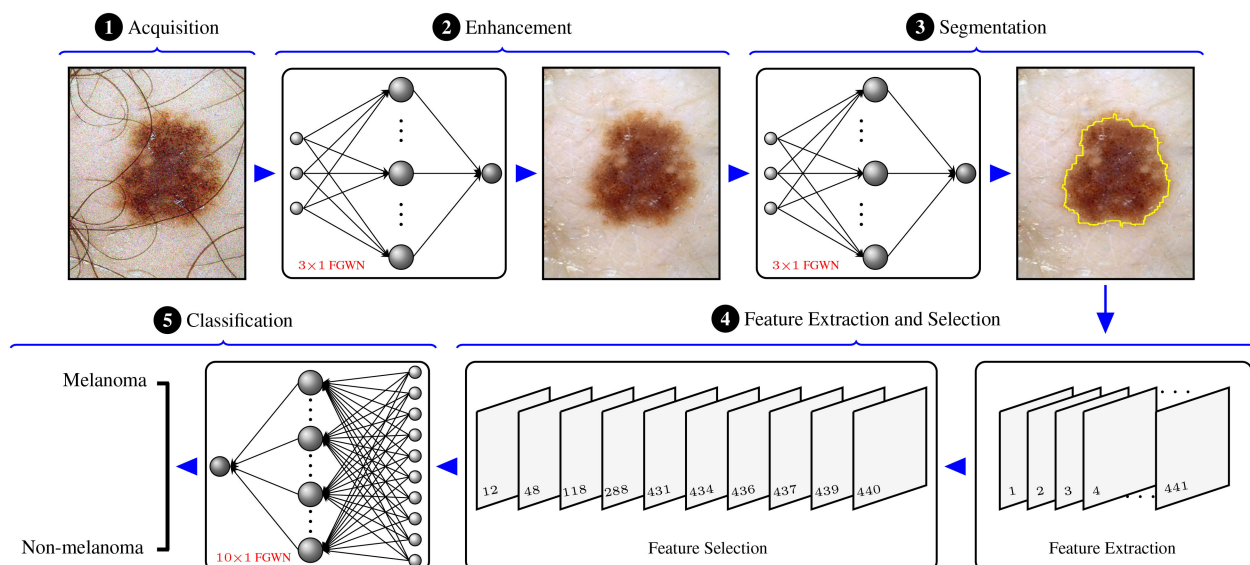 1 Acquisition
2 Enhancement
3 Segmentation
3×1 FGWN
3×1 FGWN
5 Classification
4 Feature Extraction and Selection
Melanoma
Non-melanoma
10×1 FGWN
12 48 118 288 431 434 436 437 439 440
Feature Selection
1 2 3 4 . . . 441
Feature Extraction